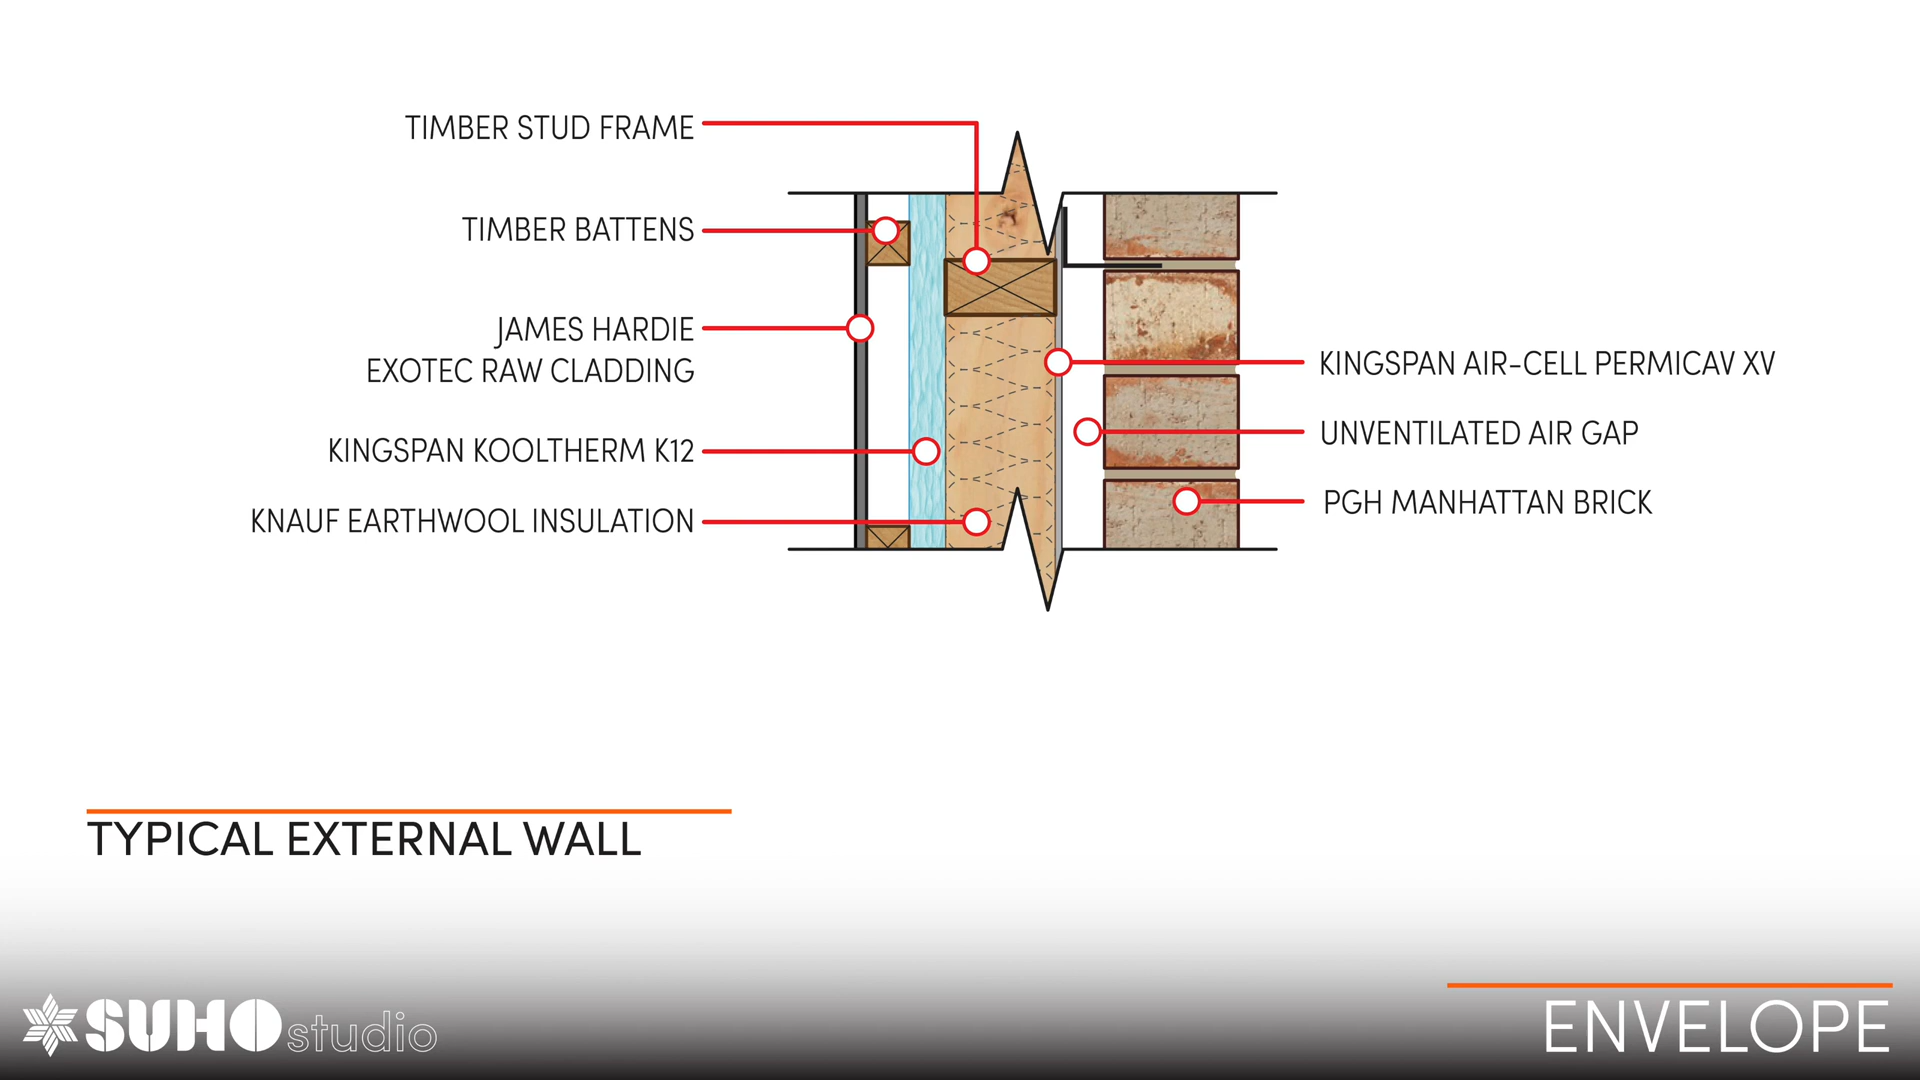 TIMBER STUD FRAME
TIMBER BATTENS
JAMES HARDIE
EXOTEC RAW CLADDING
KINGSPAN KOOLTHERM K12
KNAUF EARTHWOOL INSULATION
KINGSPAN AIR-CELL PERMICAV XV
UNVENTILATED AIR GAP
PGH MANHATTAN BRICK
TYPICAL EXTERNAL WALL
SUHO studio
ENVELOPE